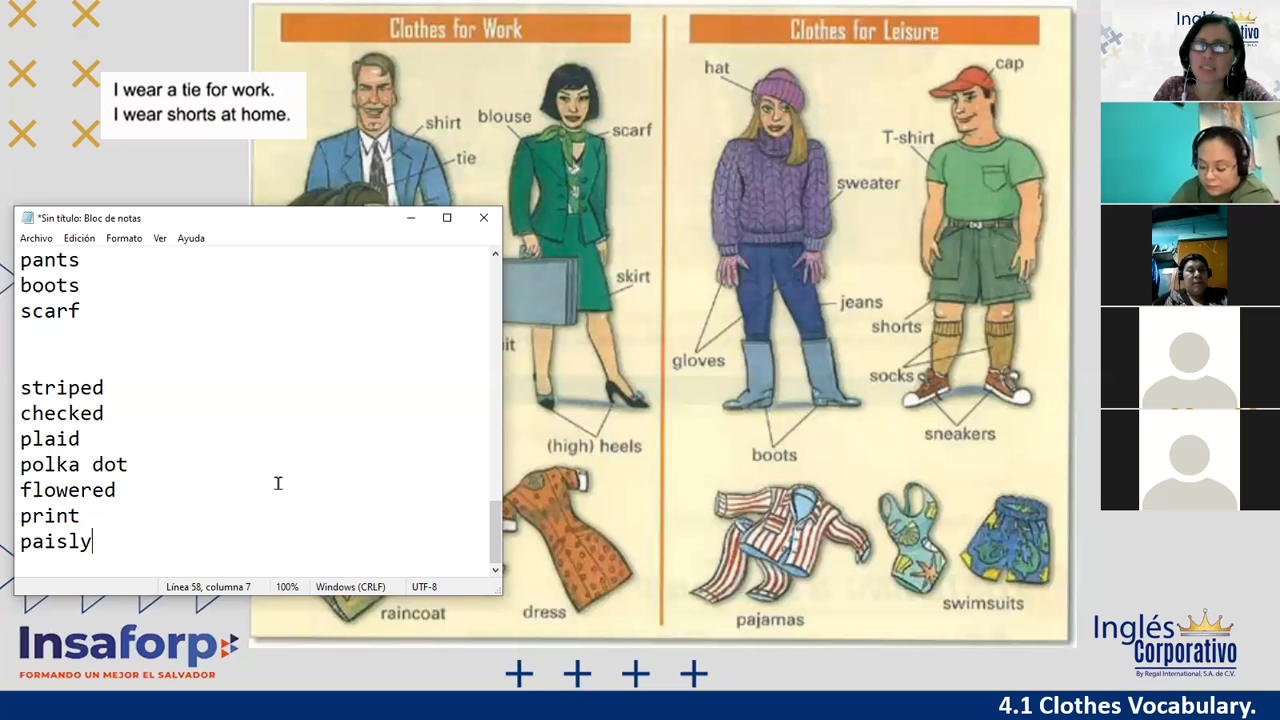 I wear a tie for work.
I wear shorts at home.
Clothes for Work
shirt
blouse
scarf
tie
skirt
(high) heels
raincoat
dress
Clothes for Leisure
hat
cap
T-shirt
sweater
jeans
shorts
gloves
socks
sneakers
boots
pajamas
swimsuits
*Sin título: Bloc de notas
Archivo Edición Formato Ver Ayuda
pants
boots
scarf
striped
checked
plaid
polka dot
flowered
print
paisly
Línea 58, columna 7 100% Windows (CRLF) UTF-8
Insaforp
FORMANDO UN MEJOR EL SALVADOR
Inglés
Corporativo
By Regal International, S.A. de C.V.
4.1 Clothes Vocabulary.